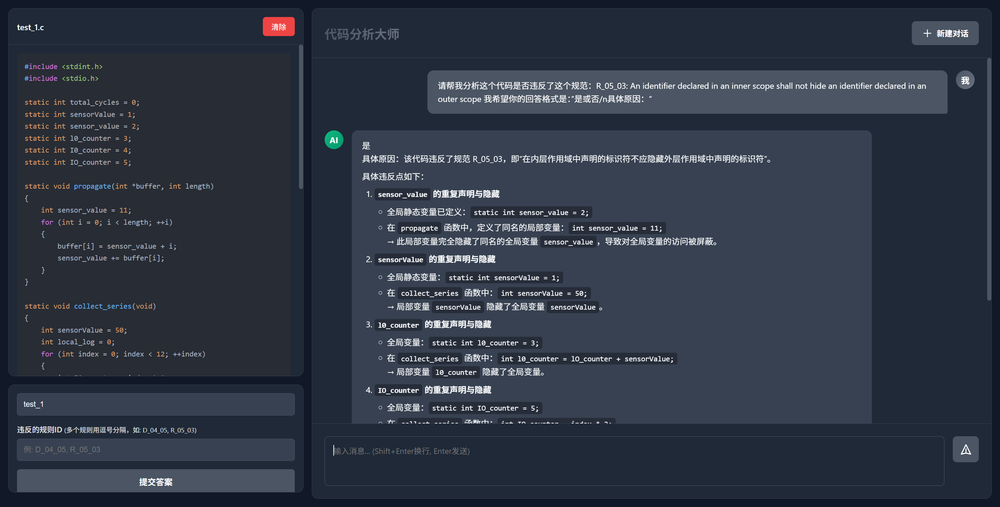 test_1.c
清除
#include <stdint.h>
#include <stdio.h>
static int total_cycles = 0;
static int sensorValue = 1;
static int sensor_value = 2;
static int l0_counter = 3;
static int I0_counter = 4;
static int IO_counter = 5;
static void propagate(int *buffer, int length)
{
int sensor_value = 11;
for (int i = 0; i < length; ++i)
{
buffer[i] = sensor_value + i;
sensor_value += buffer[i];
}
}
static void collect_series(void)
{
int sensorValue = 50;
int local_log = 0;
for (int index = 0; index < 12; ++index)
{
test_1
违反的规则ID (多个规则用逗号分隔，如: D_04_05, R_05_03)
例: D_04_05, R_05_03
提交答案
代码分析大师
新建对话
请帮我分析这个代码是否违反了这个规范：R_05_03: An identifier declared in an inner scope shall not hide an identifier declared in an
outer scope 我希望你的回答格式是：”是或否/n具体原因：“
我
AI
是
具体原因：该代码违反了规范 R_05_03，即“在内层作用域中声明的标识符不应隐藏外层作用域中声明的标识符”。
具体违反点如下：
1. sensor_value 的重复声明与隐藏
全局静态变量已定义： static int sensor_value = 2;
在 propagate 函数中，定义了同名的局部变量： int sensor_value = 11;
→ 此局部变量完全隐藏了同名的全局变量 sensor_value ，导致对全局变量的访问被屏蔽。
2. sensorValue 的重复声明与隐藏
全局静态变量： static int sensorValue = 1;
在 collect_series 函数中： int sensorValue = 50;
→ 局部变量 sensorValue 隐藏了全局变量 sensorValue 。
3. l0_counter 的重复声明与隐藏
全局变量： static int l0_counter = 3;
在 collect_series 函数中： int l0_counter = lO_counter + sensorValue;
→ 局部变量 l0_counter 隐藏了全局变量。
4. IO_counter 的重复声明与隐藏
全局变量： static int IO_counter = 5;
在 collect_series 函数中： int IO_counter = index * 2;
输入消息... (Shift+Enter换行, Enter发送)